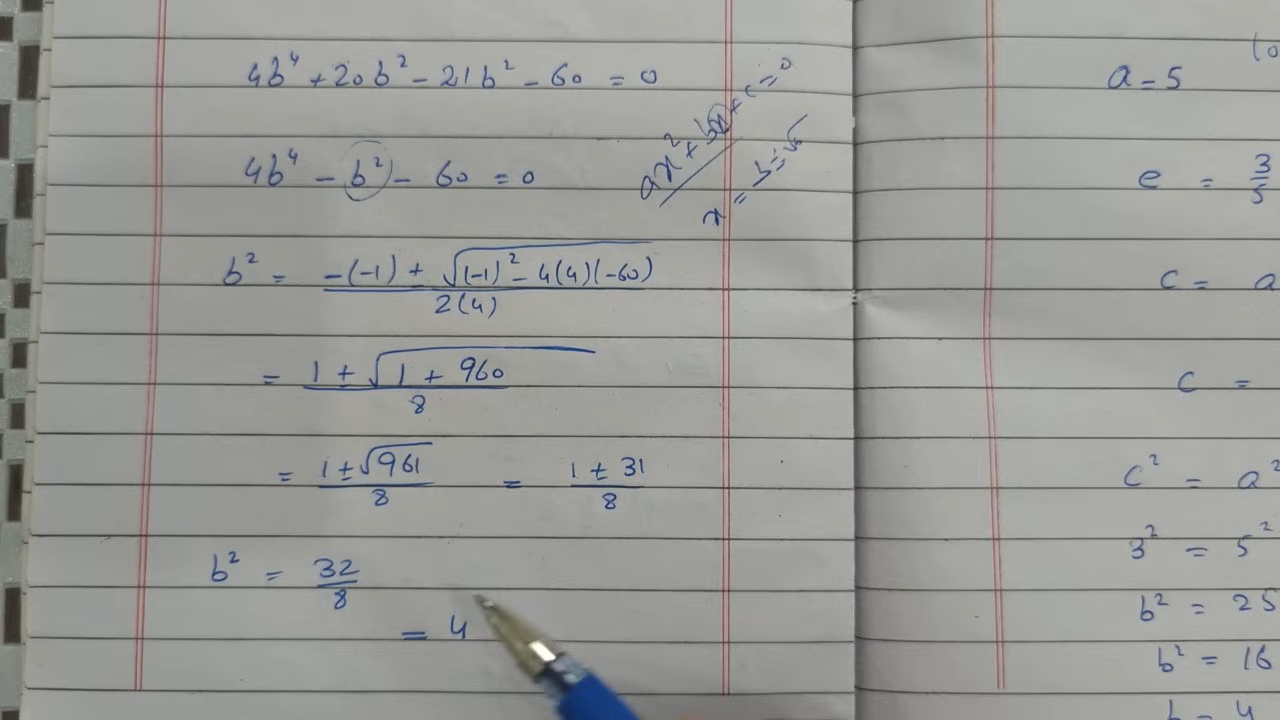 4b⁴ + 20b² - 21b² - 60 = 0
4b⁴ - b² - 60 = 0
ax² + bx + c = 0
b² = -(-1) + √(-1)² - 4(4)(-60) / 2(4)
= 1 ± √1 + 960 / 8
= 1 ± √961 / 8 = 1 ± 31 / 8
b² = 32 / 8
= 4
a = 5
e = 3/5
c = a
c =
c² = a²
3² = 5²
b² = 25
b² = 16
b = 4